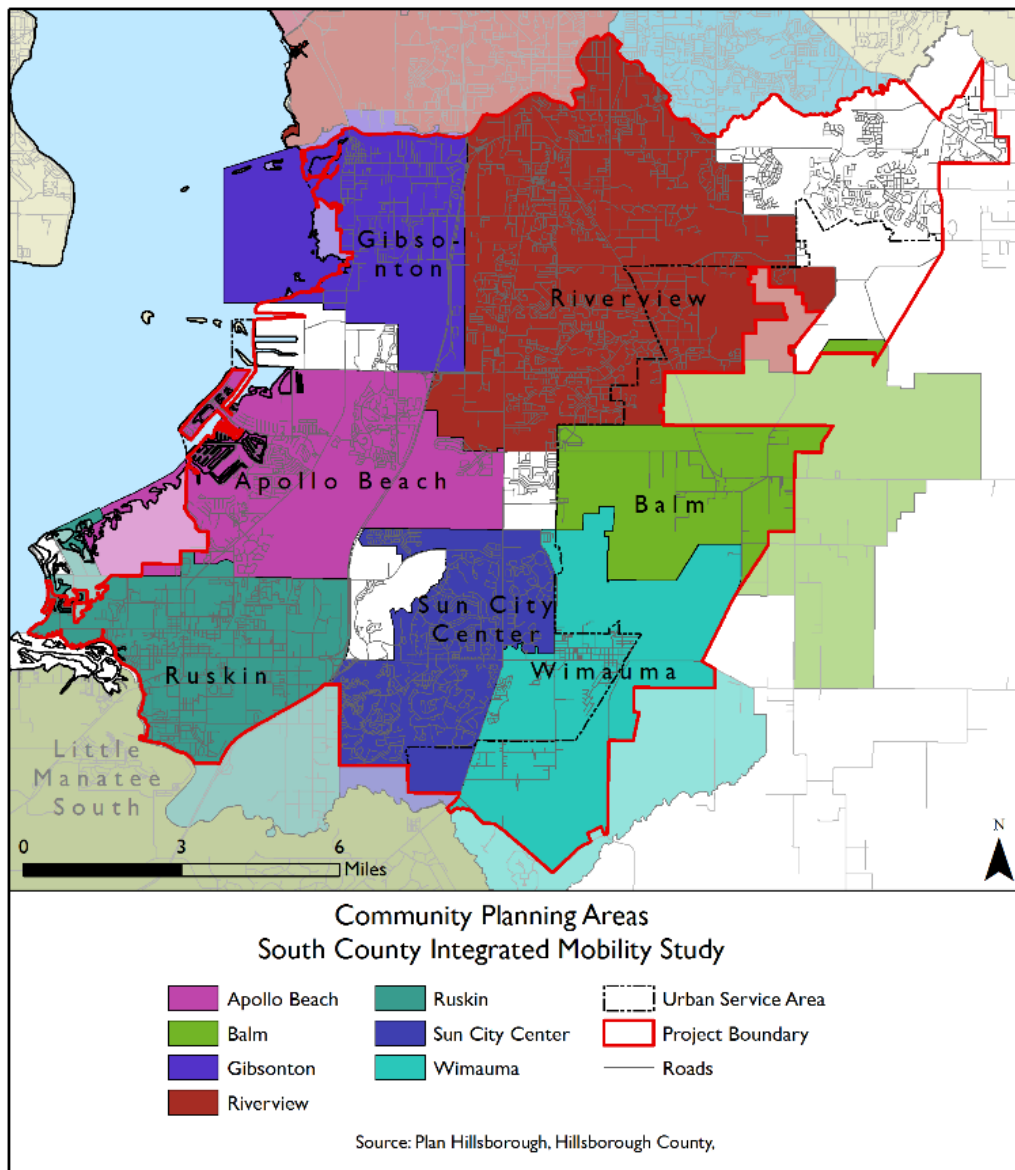 Gibso-
nton
Riverview
Apollo Beach
Balm
Sun City
Center
Wimauma
Ruskin
Little
Manatee
South
0 3 6
Miles
N
Community Planning Areas
South County Integrated Mobility Study
Apollo Beach
Balm
Gibsonton
Riverview
Ruskin
Sun City Center
Wimauma
Urban Service Area
Project Boundary
Roads
Source: Plan Hillsborough, Hillsborough County,